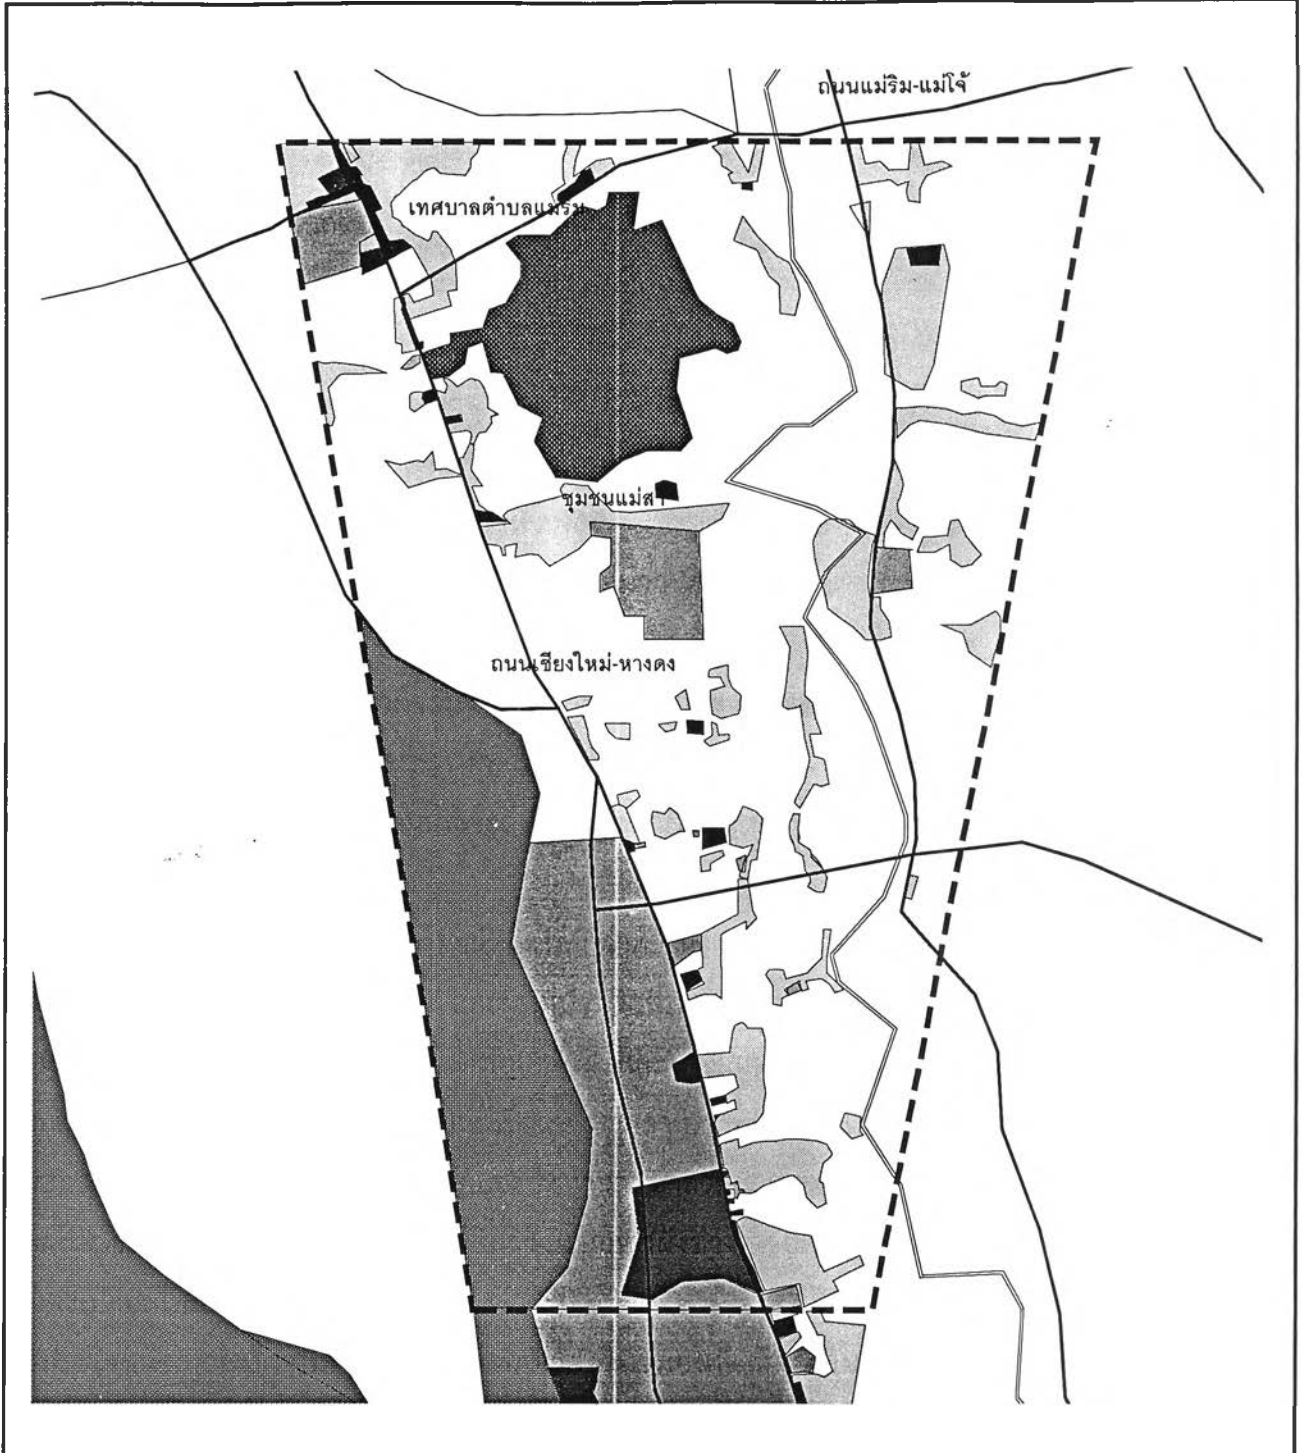 ถนนแม่ริม-แม่โจ้
เทศบาลตำบลแม่ริม
ชุมชนแม่สา
ถนนเชียงใหม่-หางดง